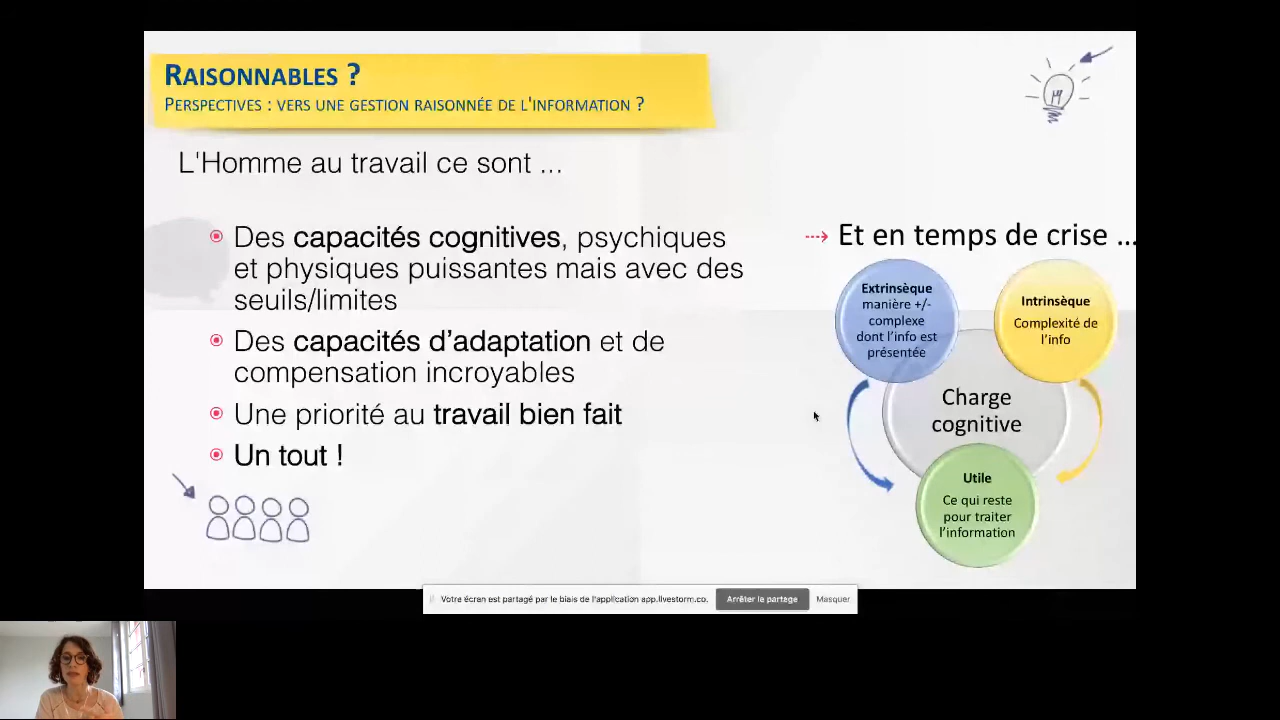 RAISONNABLES ?
PERSPECTIVES : VERS UNE GESTION RAISONNÉE DE L'INFORMATION ?
L'Homme au travail ce sont ...
Des capacités cognitives, psychiques
et physiques puissantes mais avec des
seuils/limites
Des capacités d'adaptation et de
compensation incroyables
Une priorité au travail bien fait
Un tout !
Et en temps de crise ...
Extrinsèque
manière +/-
complexe
dont l'info est
présentée
Intrinsèque
Complexité de
l'info
Charge
cognitive
Utile
Ce qui reste
pour traiter
l'information
Votre écran est partagé par le biais de l'application app.livestorm.co.
Arrêter le partage
Masquer